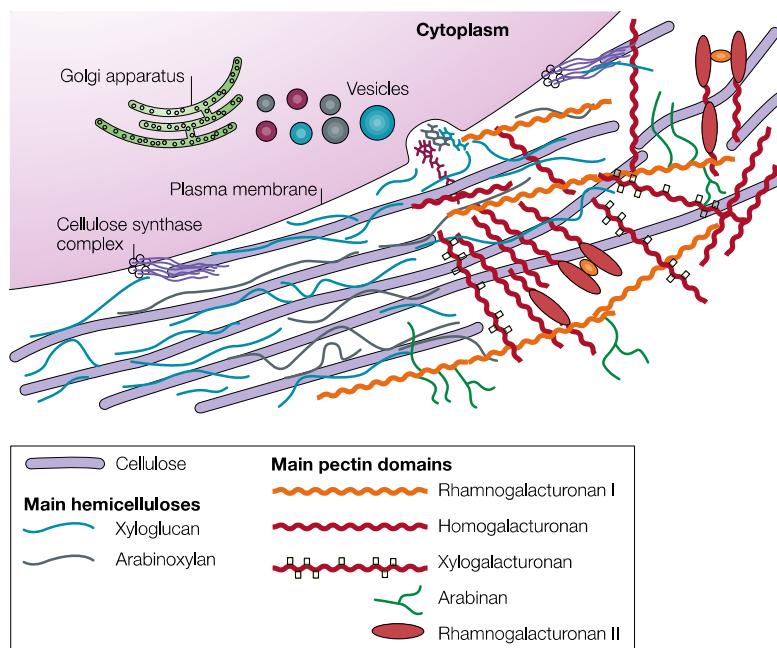 Cytoplasm
Golgi apparatus
Vesicles
Plasma membrane
Cellulose synthase
complex
Cellulose
Main hemicelluloses
Xyloglucan
Arabinoxylan
Main pectin domains
Rhamnogalacturonan I
Homogalacturonan
Xylogalacturonan
Arabinan
Rhamnogalacturonan II